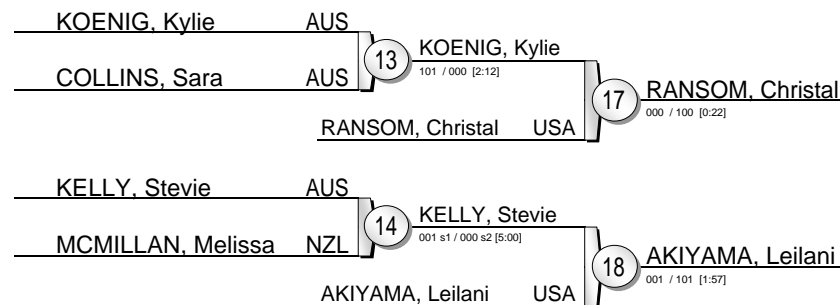 KOENIG, Kylie AUS
COLLINS, Sara AUS
13
KOENIG, Kylie
101 / 000 [2:12]
RANSOM, Christal USA
17
RANSOM, Christal
000 / 100 [0:22]
KELLY, Stevie AUS
MCMILLAN, Melissa NZL
14
KELLY, Stevie
001 s1 / 000 s2 [5:00]
AKIYAMA, Leilani USA
18
AKIYAMA, Leilani
001 / 101 [1:57]